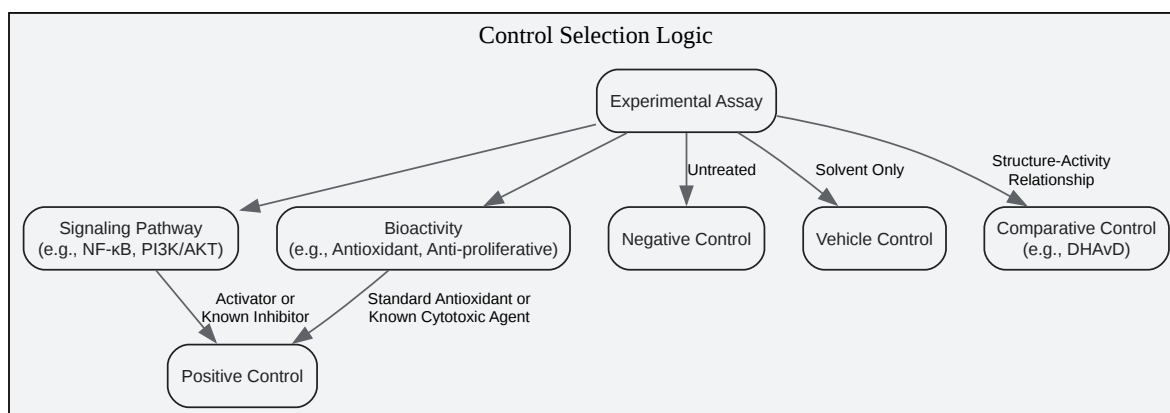 Control Selection Logic
Experimental Assay
Untreated
Solvent Only
Structure-Activity
Relationship
Signaling Pathway
(e.g., NF-κB, PI3K/AKT)
Bioactivity
(e.g., Antioxidant, Anti-proliferative)
Negative Control
Vehicle Control
Comparative Control
(e.g., DHAvD)
Activator or
Known Inhibitor
Standard Antioxidant or
Known Cytotoxic Agent
Positive Control